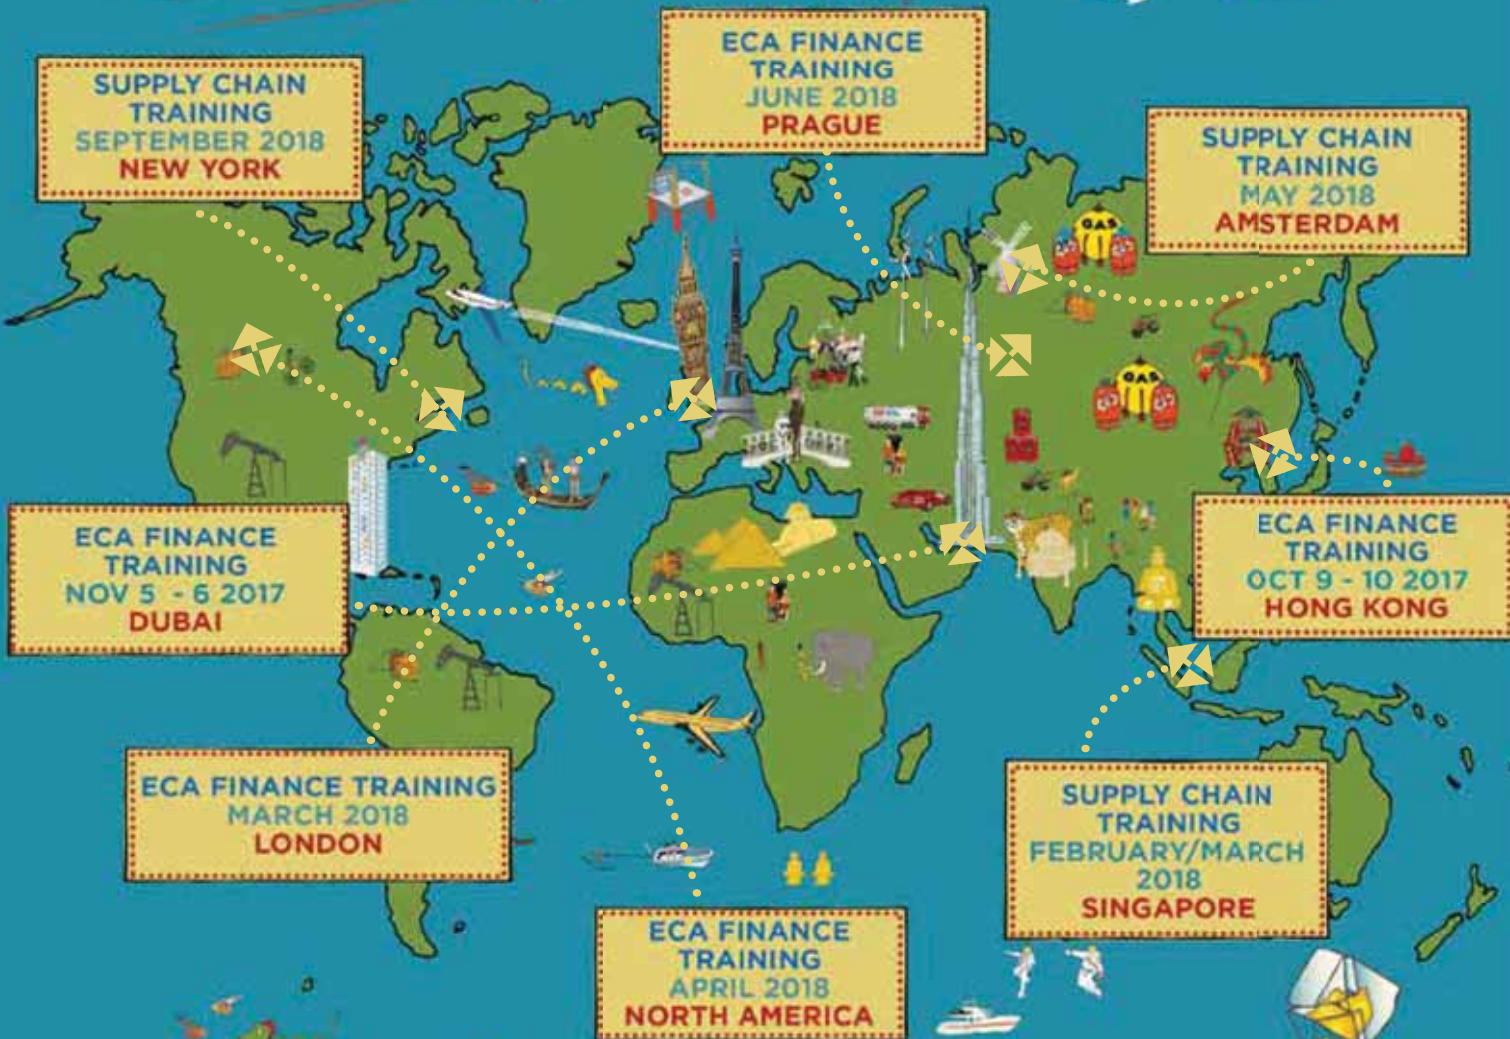 ECA FINANCE
TRAINING
JUNE 2018
PRAGUE
SUPPLY CHAIN
TRAINING
SEPTEMBER 2018
NEW YORK
SUPPLY CHAIN
TRAINING
MAY 2018
AMSTERDAM
GAS
GAS
ECA FINANCE
TRAINING
NOV 5 - 6 2017
DUBAI
ECA FINANCE
TRAINING
OCT 9 - 10 2017
HONG KONG
ECA FINANCE TRAINING
MARCH 2018
LONDON
SUPPLY CHAIN
TRAINING
FEBRUARY/MARCH
2018
SINGAPORE
ECA FINANCE
TRAINING
APRIL 2018
NORTH AMERICA